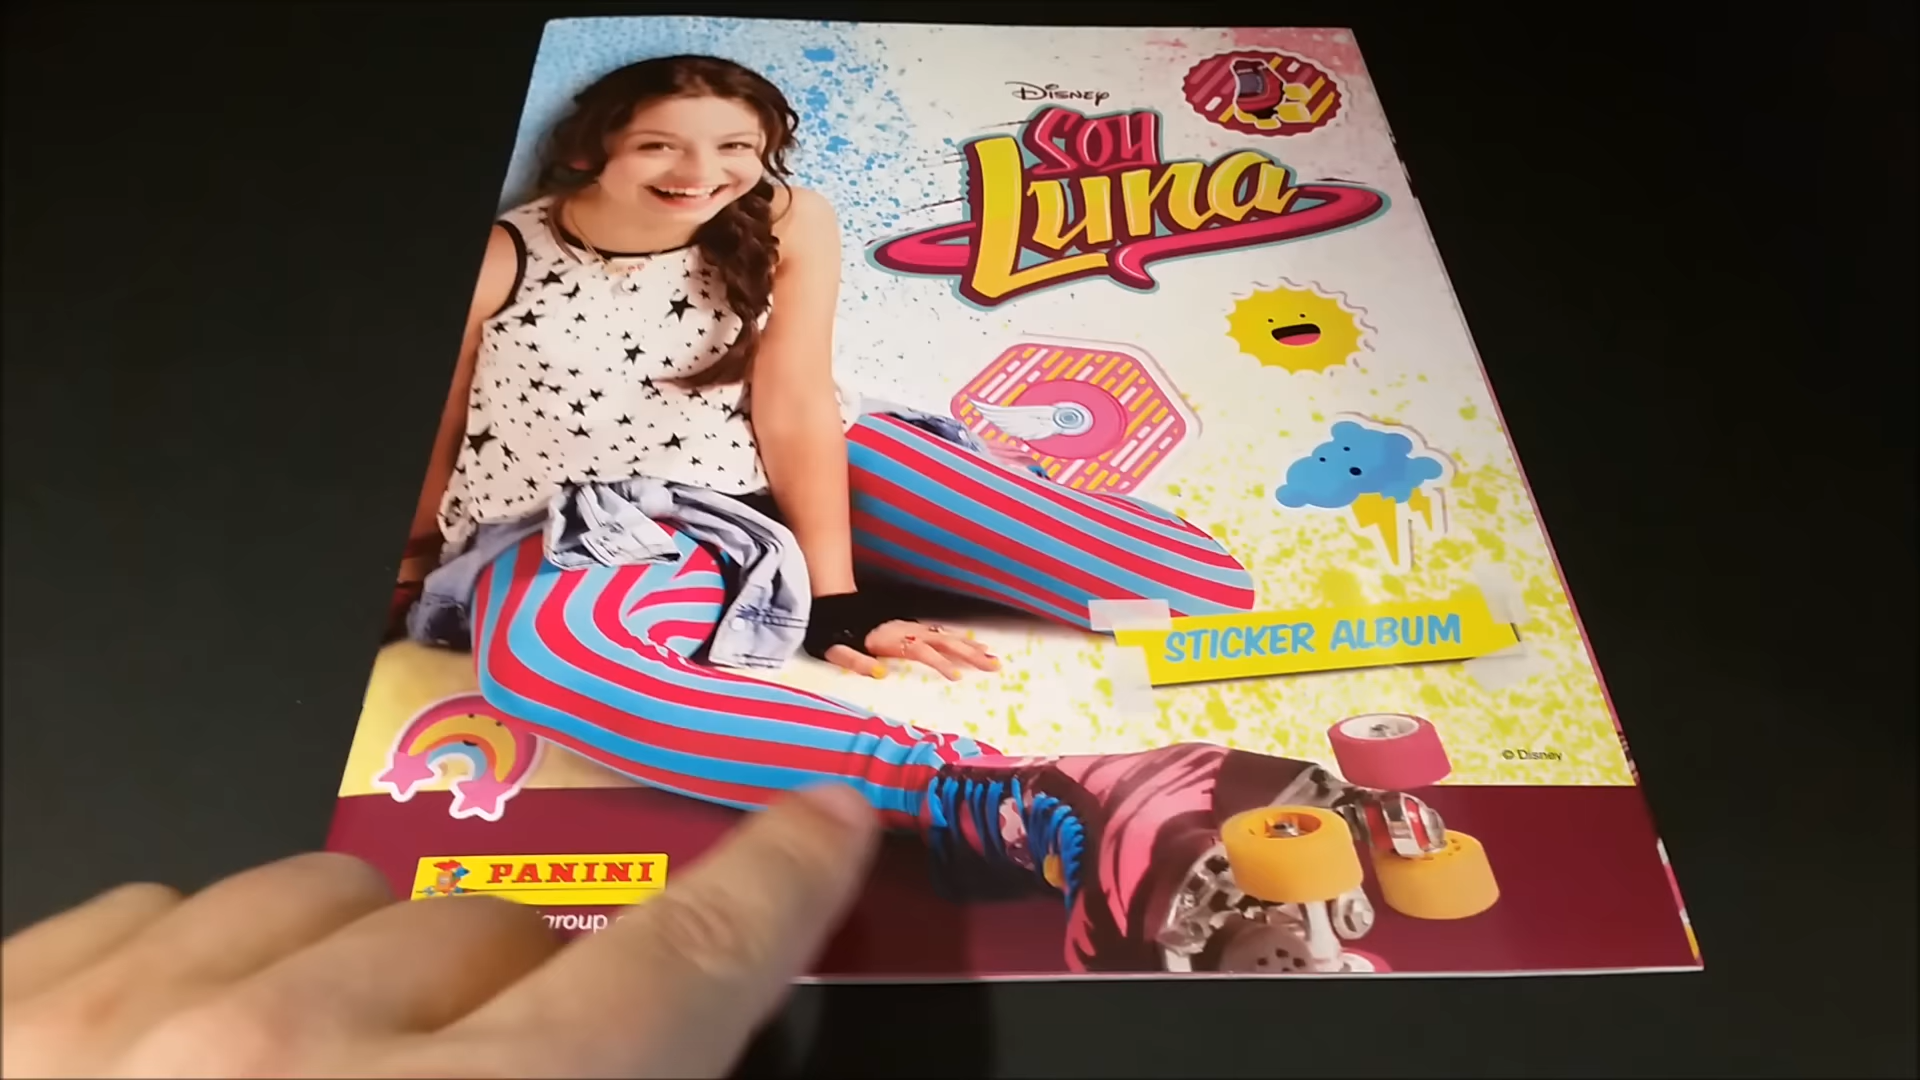 Disney
SOY
Luna
STICKER ALBUM
© Disney
PANINI
group